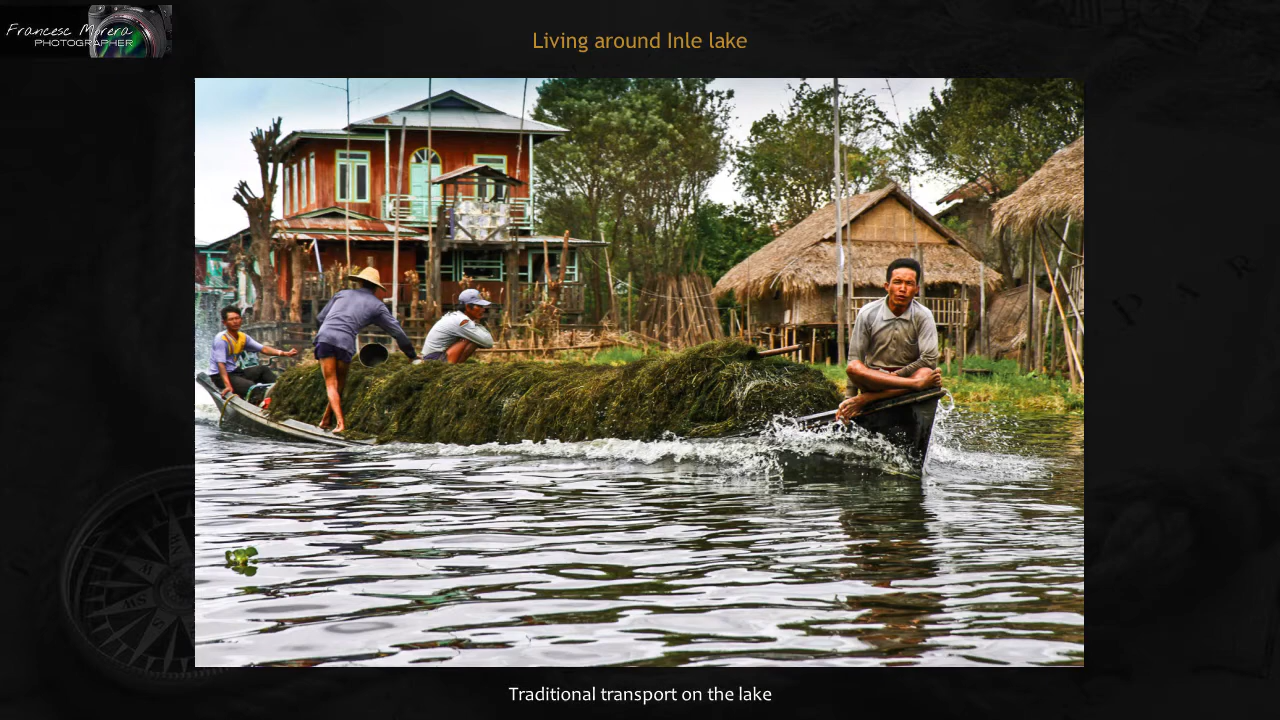 Francesc Morera
PHOTOGRAPHER
Living around Inle lake
Traditional transport on the lake